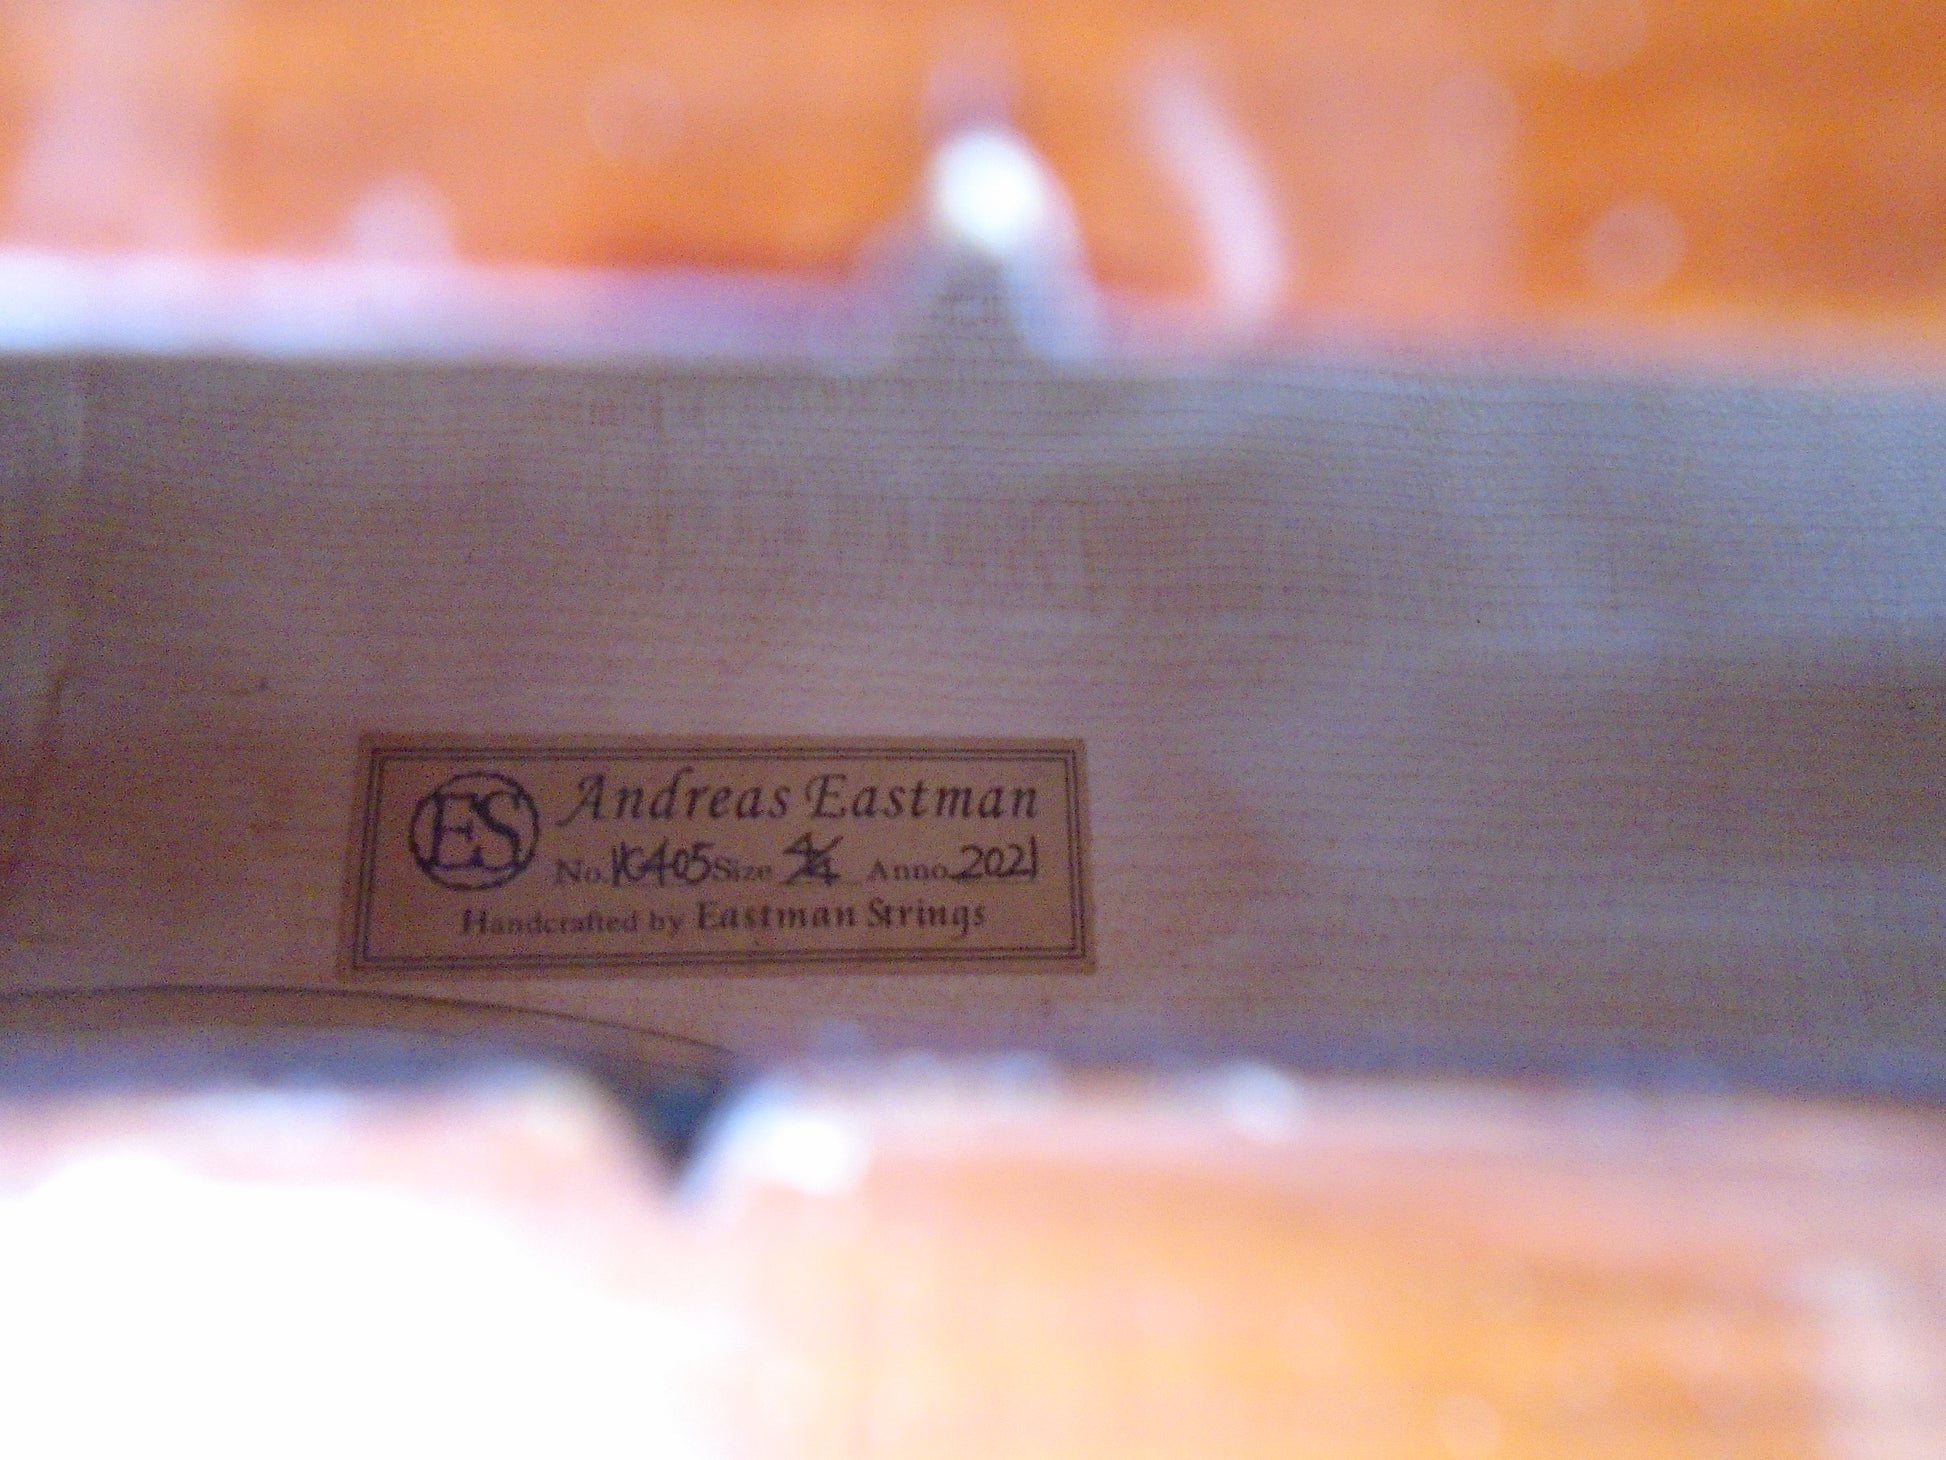 ES
Andreas Eastman
No. VC405 Size 4/4 Anno. 2021
Handcrafted by Eastman Strings